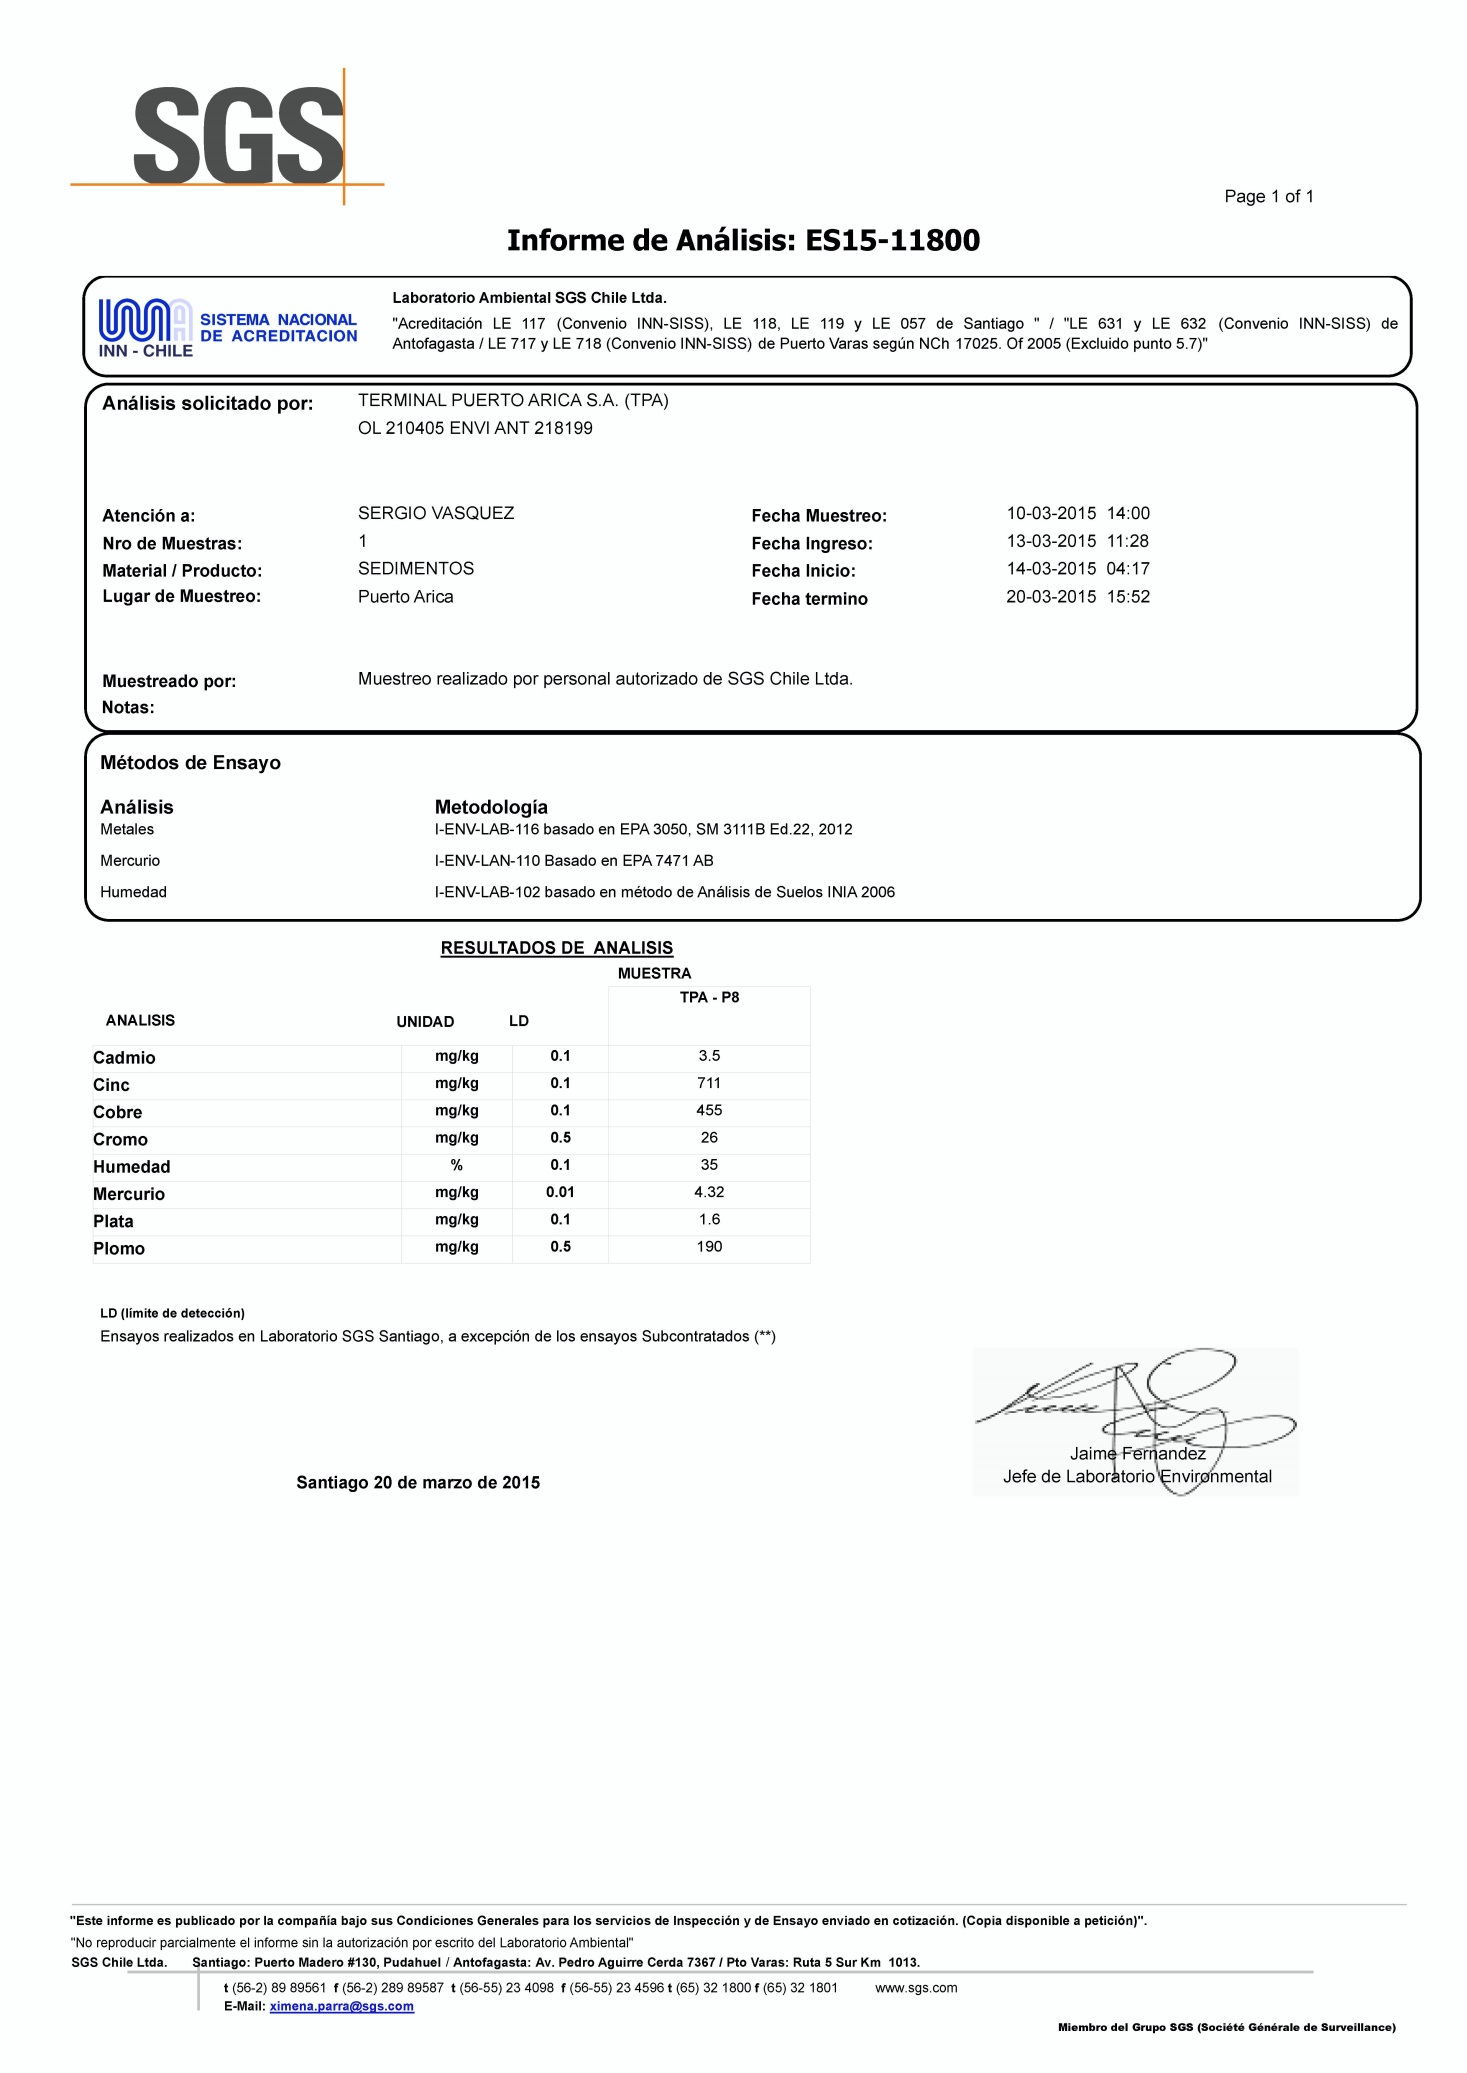 SGS
Page 1 of 1
Informe de Análisis: ES15-11800
INN - CHILE
SISTEMA NACIONAL
DE ACREDITACION
Laboratorio Ambiental SGS Chile Ltda.
"Acreditación LE 117 (Convenio INN-SISS), LE 118, LE 119 y LE 057 de Santiago " / "LE 631 y LE 632 (Convenio INN-SISS) de
Antofagasta / LE 717 y LE 718 (Convenio INN-SISS) de Puerto Varas según NCh 17025. Of 2005 (Excluido punto 5.7)"
Análisis solicitado por: TERMINAL PUERTO ARICA S.A. (TPA)
OL 210405 ENVI ANT 218199
Atención a: SERGIO VASQUEZ Fecha Muestreo: 10-03-2015 14:00
Nro de Muestras: 1 Fecha Ingreso: 13-03-2015 11:28
Material / Producto: SEDIMENTOS Fecha Inicio: 14-03-2015 04:17
Lugar de Muestreo: Puerto Arica Fecha termino 20-03-2015 15:52
Muestreado por: Muestreo realizado por personal autorizado de SGS Chile Ltda.
Notas:
Métodos de Ensayo
Análisis Metodología
Metales I-ENV-LAB-116 basado en EPA 3050, SM 3111B Ed.22, 2012
Mercurio I-ENV-LAN-110 Basado en EPA 7471 AB
Humedad I-ENV-LAB-102 basado en método de Análisis de Suelos INIA 2006
RESULTADOS DE ANALISIS
MUESTRA
TPA - P8
ANALISIS UNIDAD LD
Cadmio mg/kg 0.1 3.5
Cinc mg/kg 0.1 711
Cobre mg/kg 0.1 455
Cromo mg/kg 0.5 26
Humedad % 0.1 35
Mercurio mg/kg 0.01 4.32
Plata mg/kg 0.1 1.6
Plomo mg/kg 0.5 190
LD (límite de detección)
Ensayos realizados en Laboratorio SGS Santiago, a excepción de los ensayos Subcontratados (**)
Jaime Fernandez
Jefe de Laboratorio Environmental
Santiago 20 de marzo de 2015
"Este informe es publicado por la compañía bajo sus Condiciones Generales para los servicios de Inspección y de Ensayo enviado en cotización. (Copia disponible a petición)".
"No reproducir parcialmente el informe sin la autorización por escrito del Laboratorio Ambiental"
SGS Chile Ltda. Santiago: Puerto Madero #130, Pudahuel / Antofagasta: Av. Pedro Aguirre Cerda 7367 / Pto Varas: Ruta 5 Sur Km 1013.
t (56-2) 89 89561 f (56-2) 289 89587 t (56-55) 23 4098 f (56-55) 23 4596 t (65) 32 1800 f (65) 32 1801 www.sgs.com
E-Mail: ximena.parra@sgs.com
Miembro del Grupo SGS (Société Générale de Surveillance)